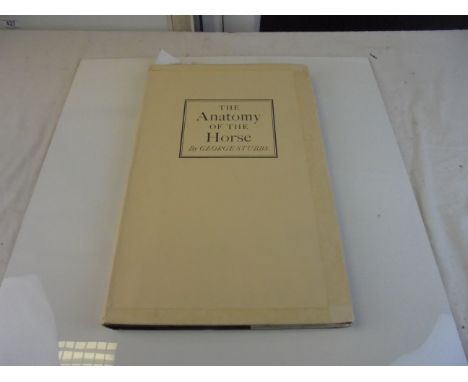 THE
Anatomy
OF THE
Horse
By GEORGE STUBBS.